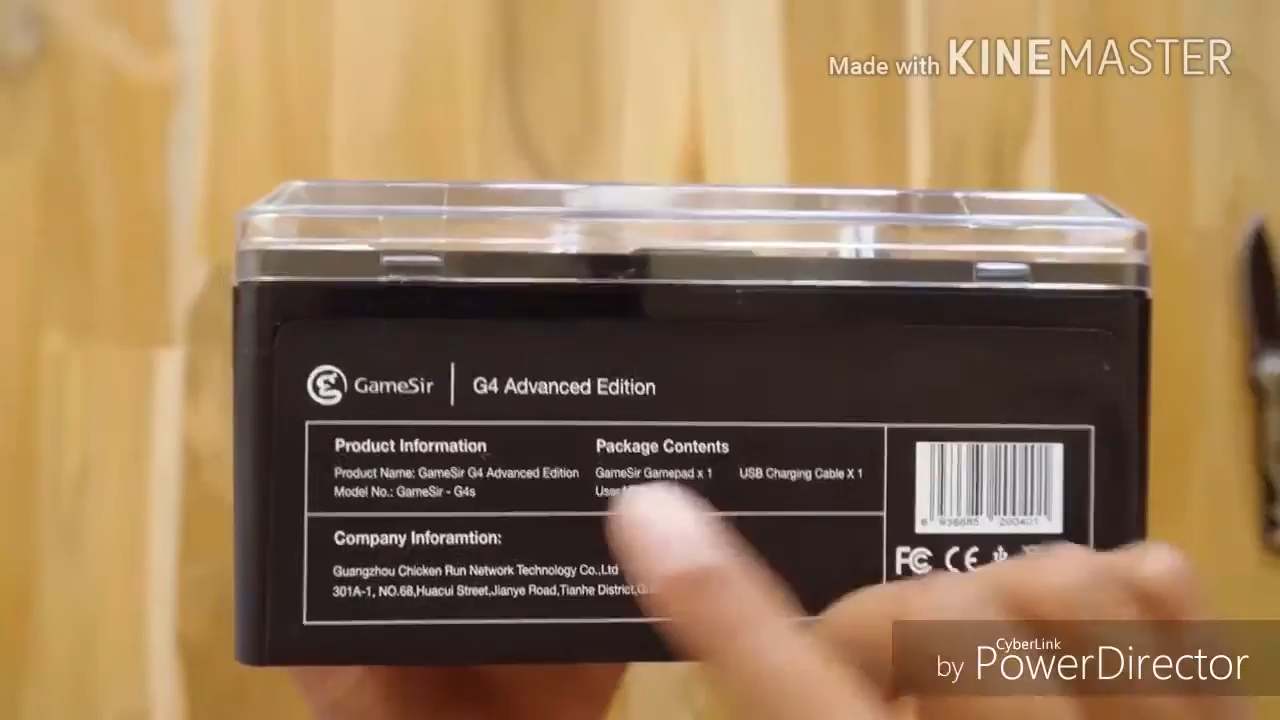 Made with KINEMASTER
GameSir G4 Advanced Edition
Product Information
Product Name: GameSir G4 Advanced Edition
Model No.: GameSir - G4s
Package Contents
GameSir Gamepad x 1 USB Charging Cable X 1
User
Company Inforamtion:
Guangzhou Chicken Run Network Technology Co.,Ltd
301A-1, NO.68,Huacui Street,Jianye Road,Tianhe District,
FC CE
CyberLink
by PowerDirector